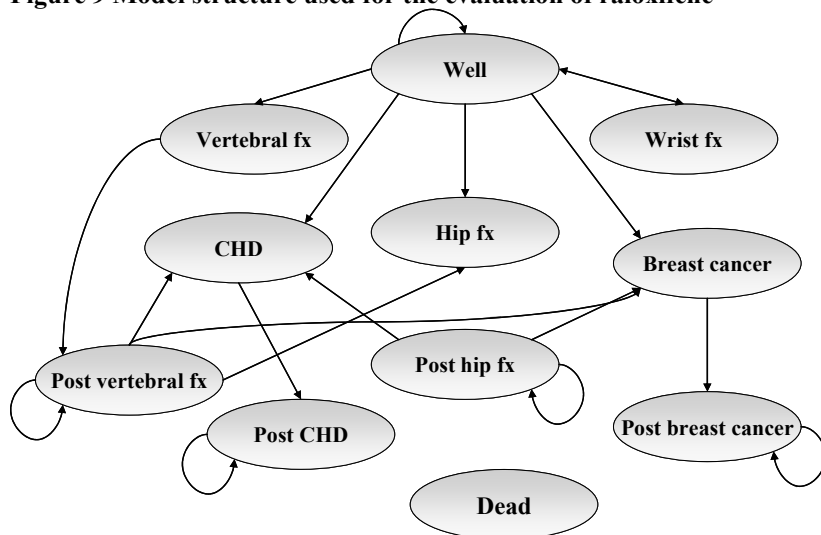 Figure 9 Model structure used for the evaluation of raloxifene
Well
Vertebral fx
Wrist fx
CHD
Hip fx
Breast cancer
Post vertebral fx
Post hip fx
Post CHD
Post breast cancer
Dead